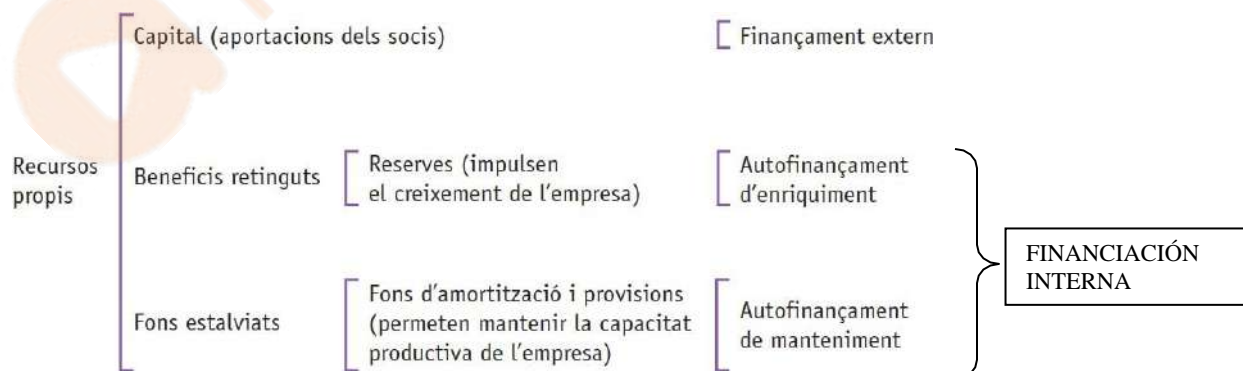 Capital (aportacions dels socis)
Finançament extern
Recursos
propis
Beneficis retinguts
Reserves (impulsen
el creixement de l'empresa)
Autofinançament
d'enriquiment
Fons estalviats
Fons d'amortització i provisions
(permeten mantenir la capacitat
productiva de l'empresa)
Autofinançament
de manteniment
FINANCIACIÓN
INTERNA